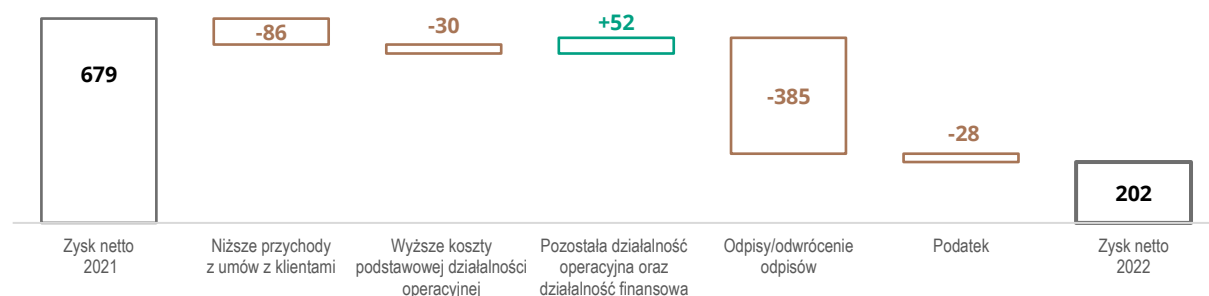 679
-86
-30
+52
-385
-28
202
Zysk netto
2021
Niższe przychody
z umów z klientami
Wyższe koszty
podstawowej działalności
operacyjnej
Pozostała działalność
operacyjna oraz
działalność finansowa
Odpisy/odwrócenie
odpisów
Podatek
Zysk netto
2022